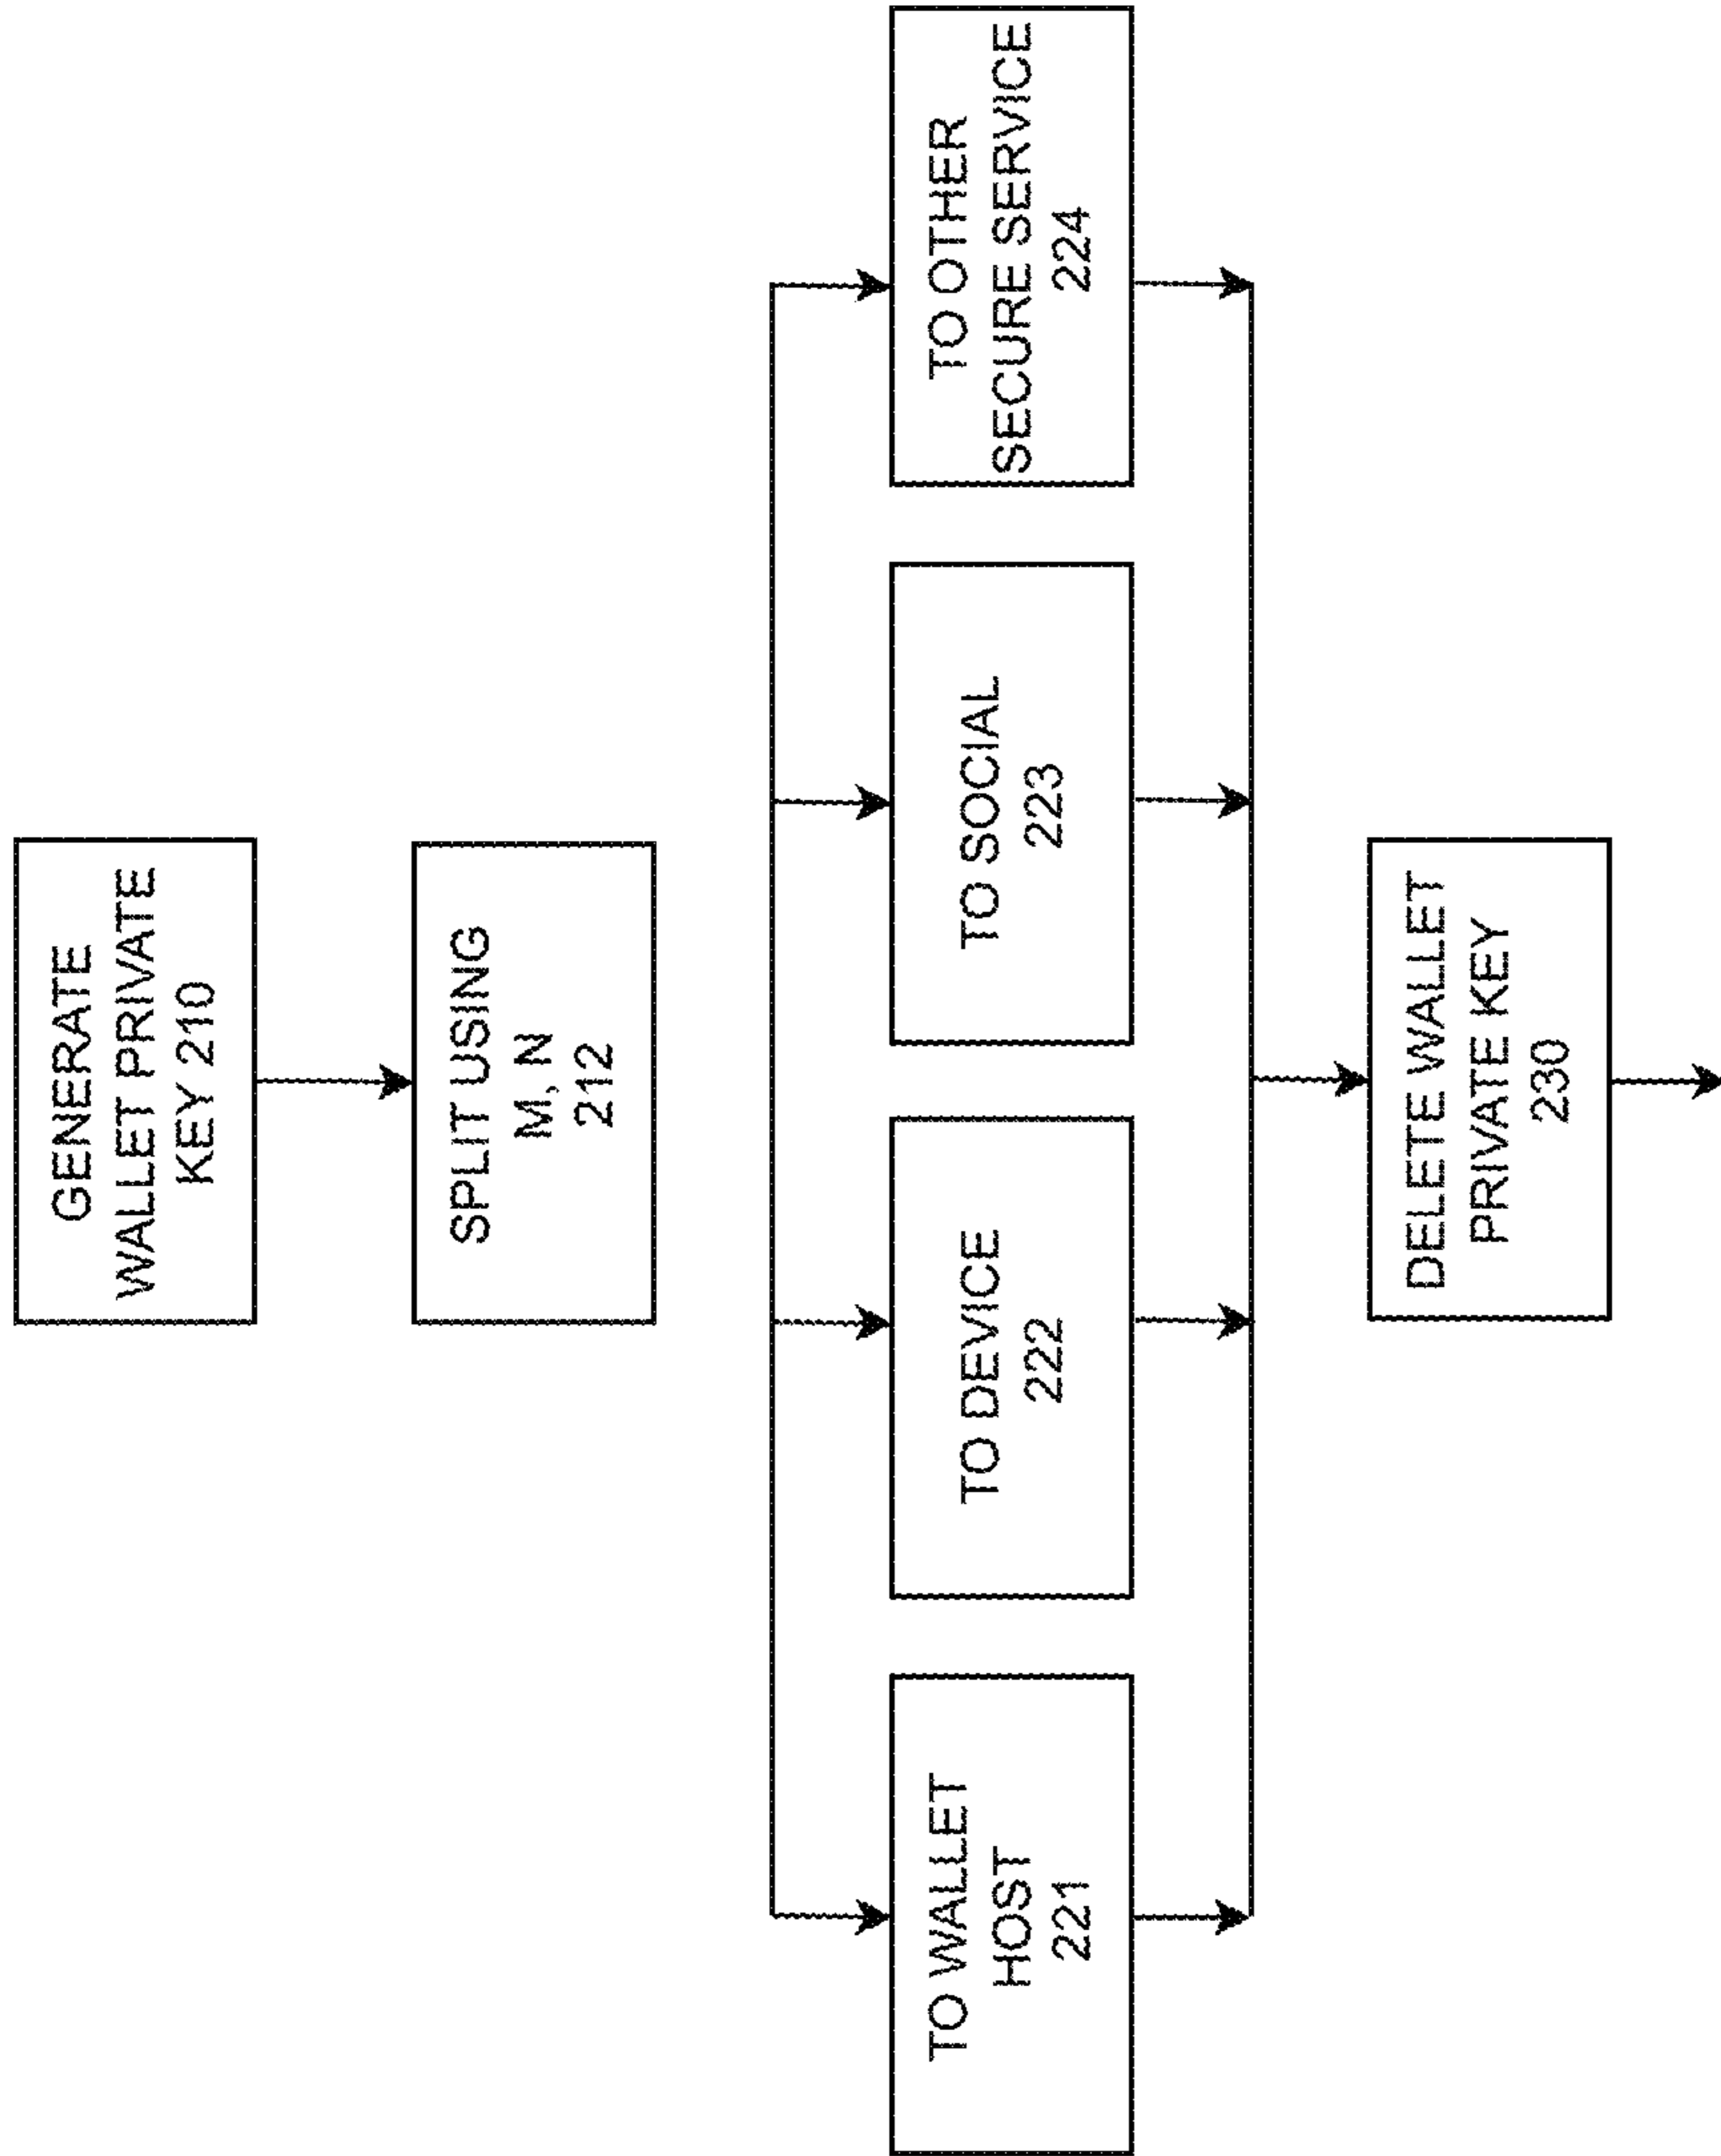 GENERATE
WALLET PRIVATE
KEY 210
SPLIT USING
M, N
212
TO WALLET
HOST
221
TO DEVICE
222
TO SOCIAL
223
TO OTHER
SECURE SERVICE
224
DELETE WALLET
PRIVATE KEY
230